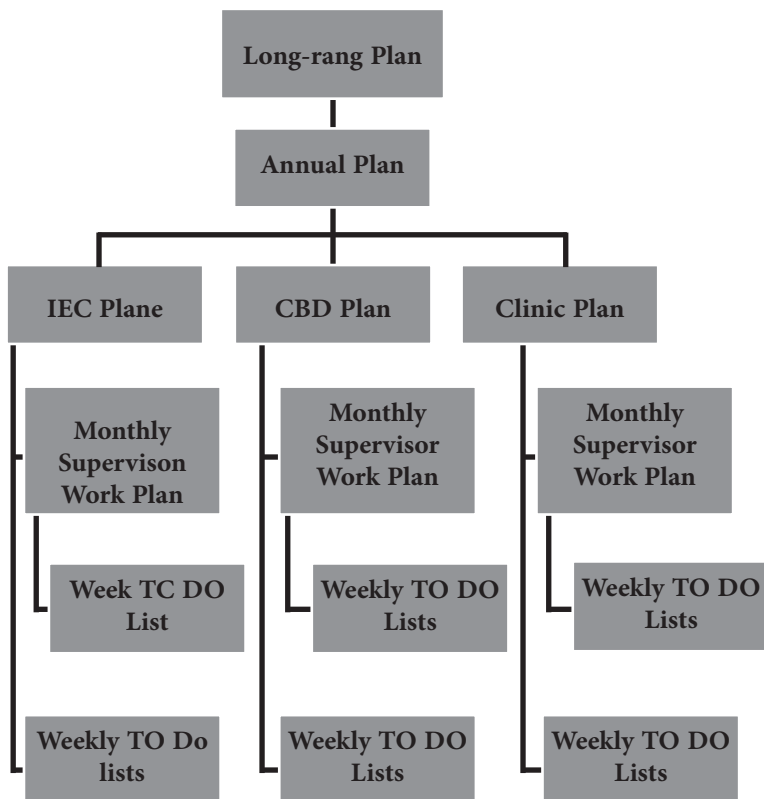 Long-rang Plan
Annual Plan
IEC Plane
CBD Plan
Clinic Plan
Monthly
Supervison
Work Plan
Monthly
Supervisor
Work Plan
Monthly
Supervisor
Work Plan
Week TC DO
List
Weekly TO DO
Lists
Weekly TO DO
Lists
Weekly TO Do
lists
Weekly TO DO
Lists
Weekly TO DO
Lists